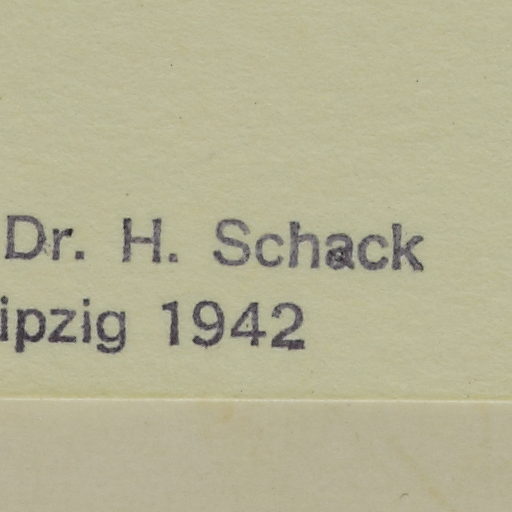 Dr. H. Schack
ipzig 1942